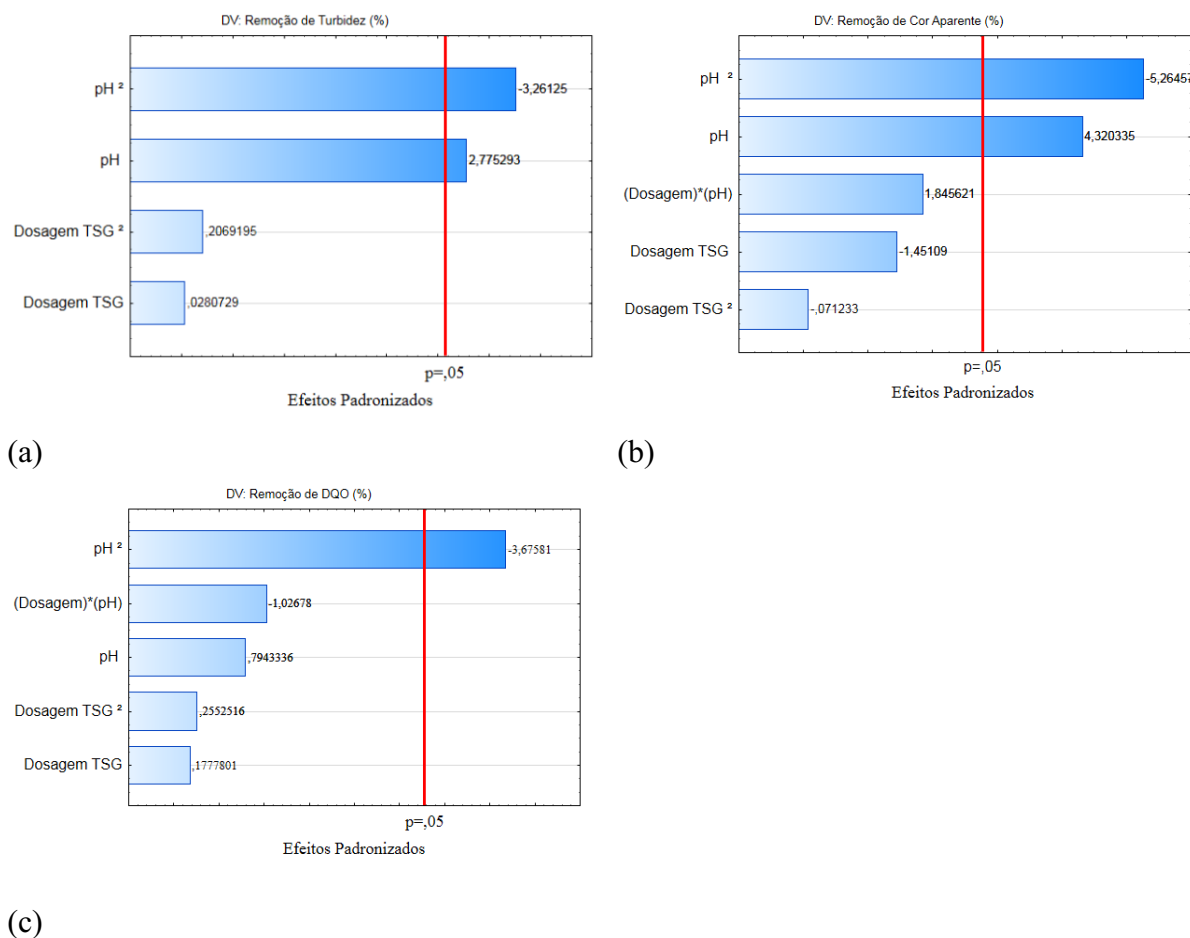 DV: Remoção de Turbidez (%)
pH ²
-3,26125
pH
2,775293
Dosagem TSG ²
,2069195
Dosagem TSG
,0280729
p=,05
Efeitos Padronizados
(a)
DV: Remoção de Cor Aparente (%)
pH ²
-5,26457
pH
4,320335
(Dosagem)*(pH)
1,845621
Dosagem TSG
-1,45109
Dosagem TSG ²
-,071233
p=,05
Efeitos Padronizados
(b)
DV: Remoção de DQO (%)
pH ²
-3,67581
(Dosagem)*(pH)
-1,02678
pH
,7943336
Dosagem TSG ²
,2552516
Dosagem TSG
,1777801
p=,05
Efeitos Padronizados
(c)